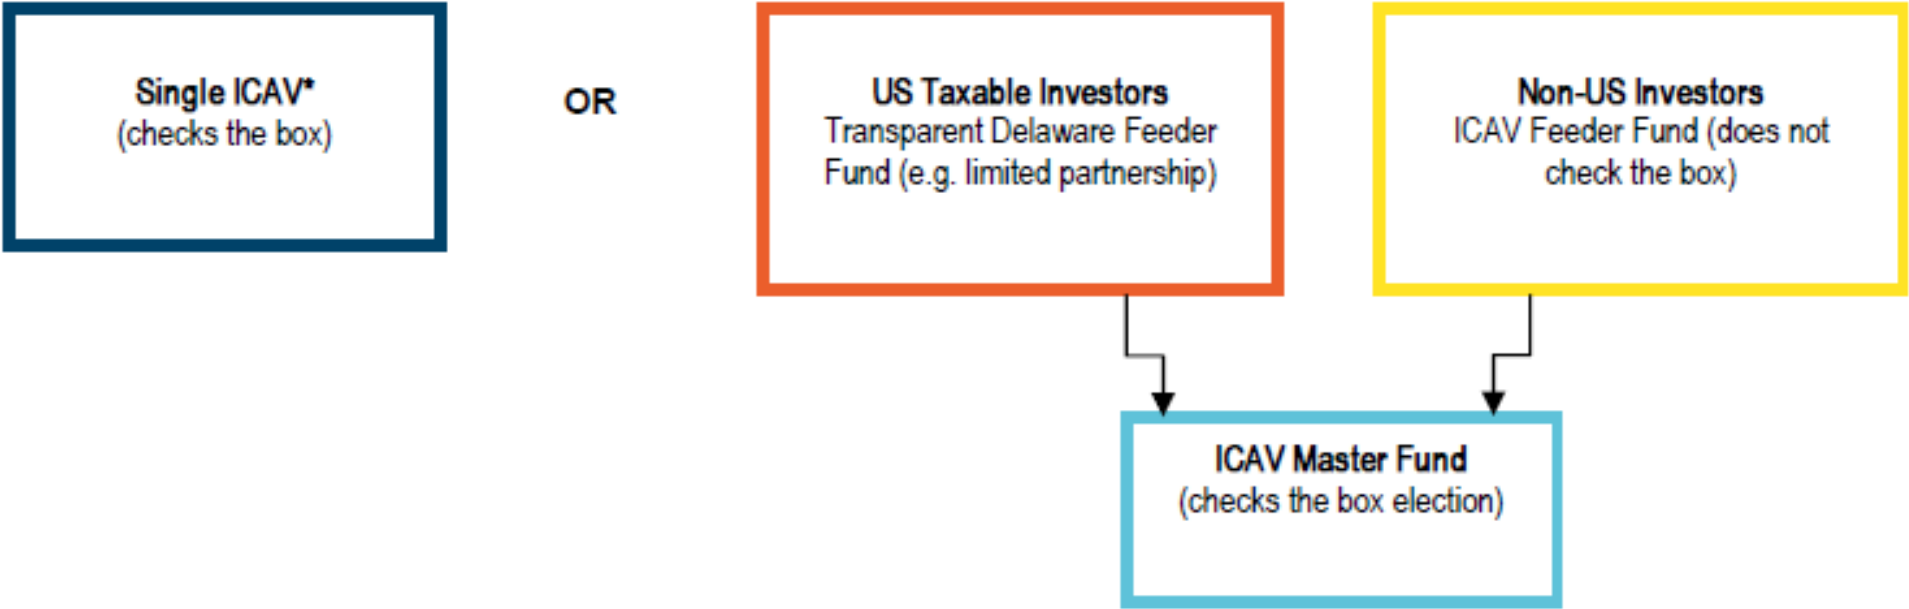 Single ICAV*
(checks the box)
OR
US Taxable Investors
Transparent Delaware Feeder
Fund (e.g. limited partnership)
Non-US Investors
ICAV Feeder Fund (does not
check the box)
ICAV Master Fund
(checks the box election)